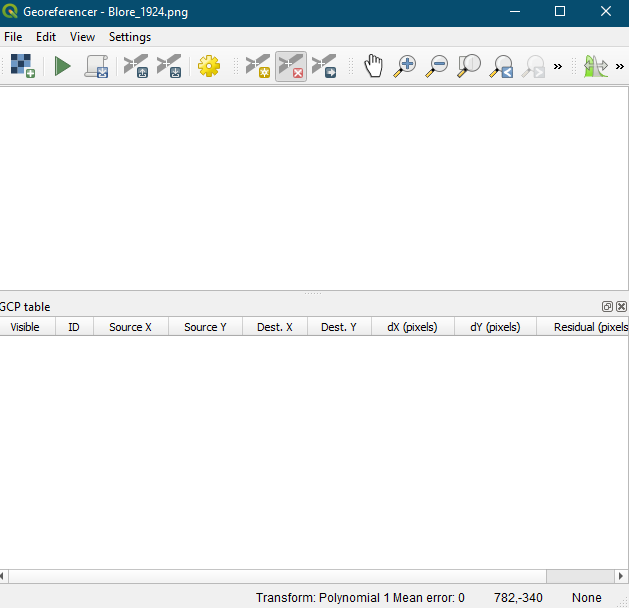 Georeferencer - Blore_1924.png
File Edit View Settings
» »
GCP table
Visible ID Source X Source Y Dest. X Dest. Y dX (pixels) dY (pixels) Residual (pixels
Transform: Polynomial 1 Mean error: 0 782,-340 None